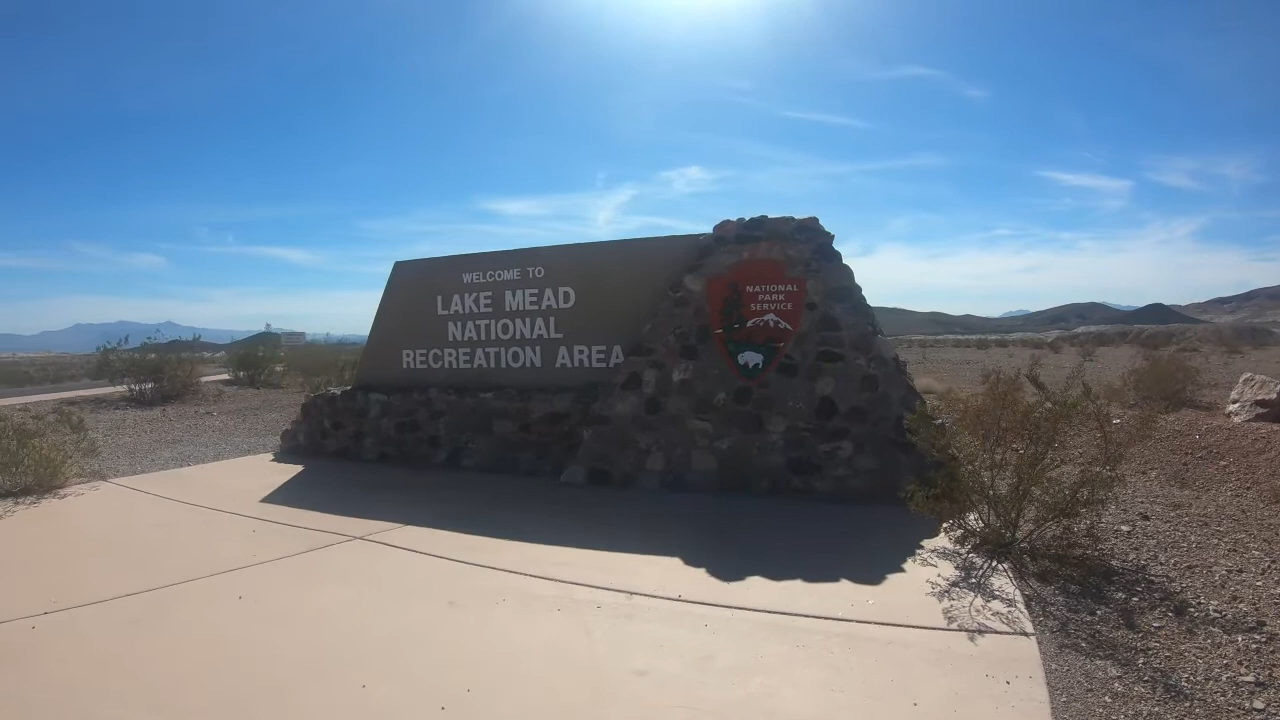 WELCOME TO
LAKE MEAD
NATIONAL
RECREATION AREA
NATIONAL
PARK
SERVICE